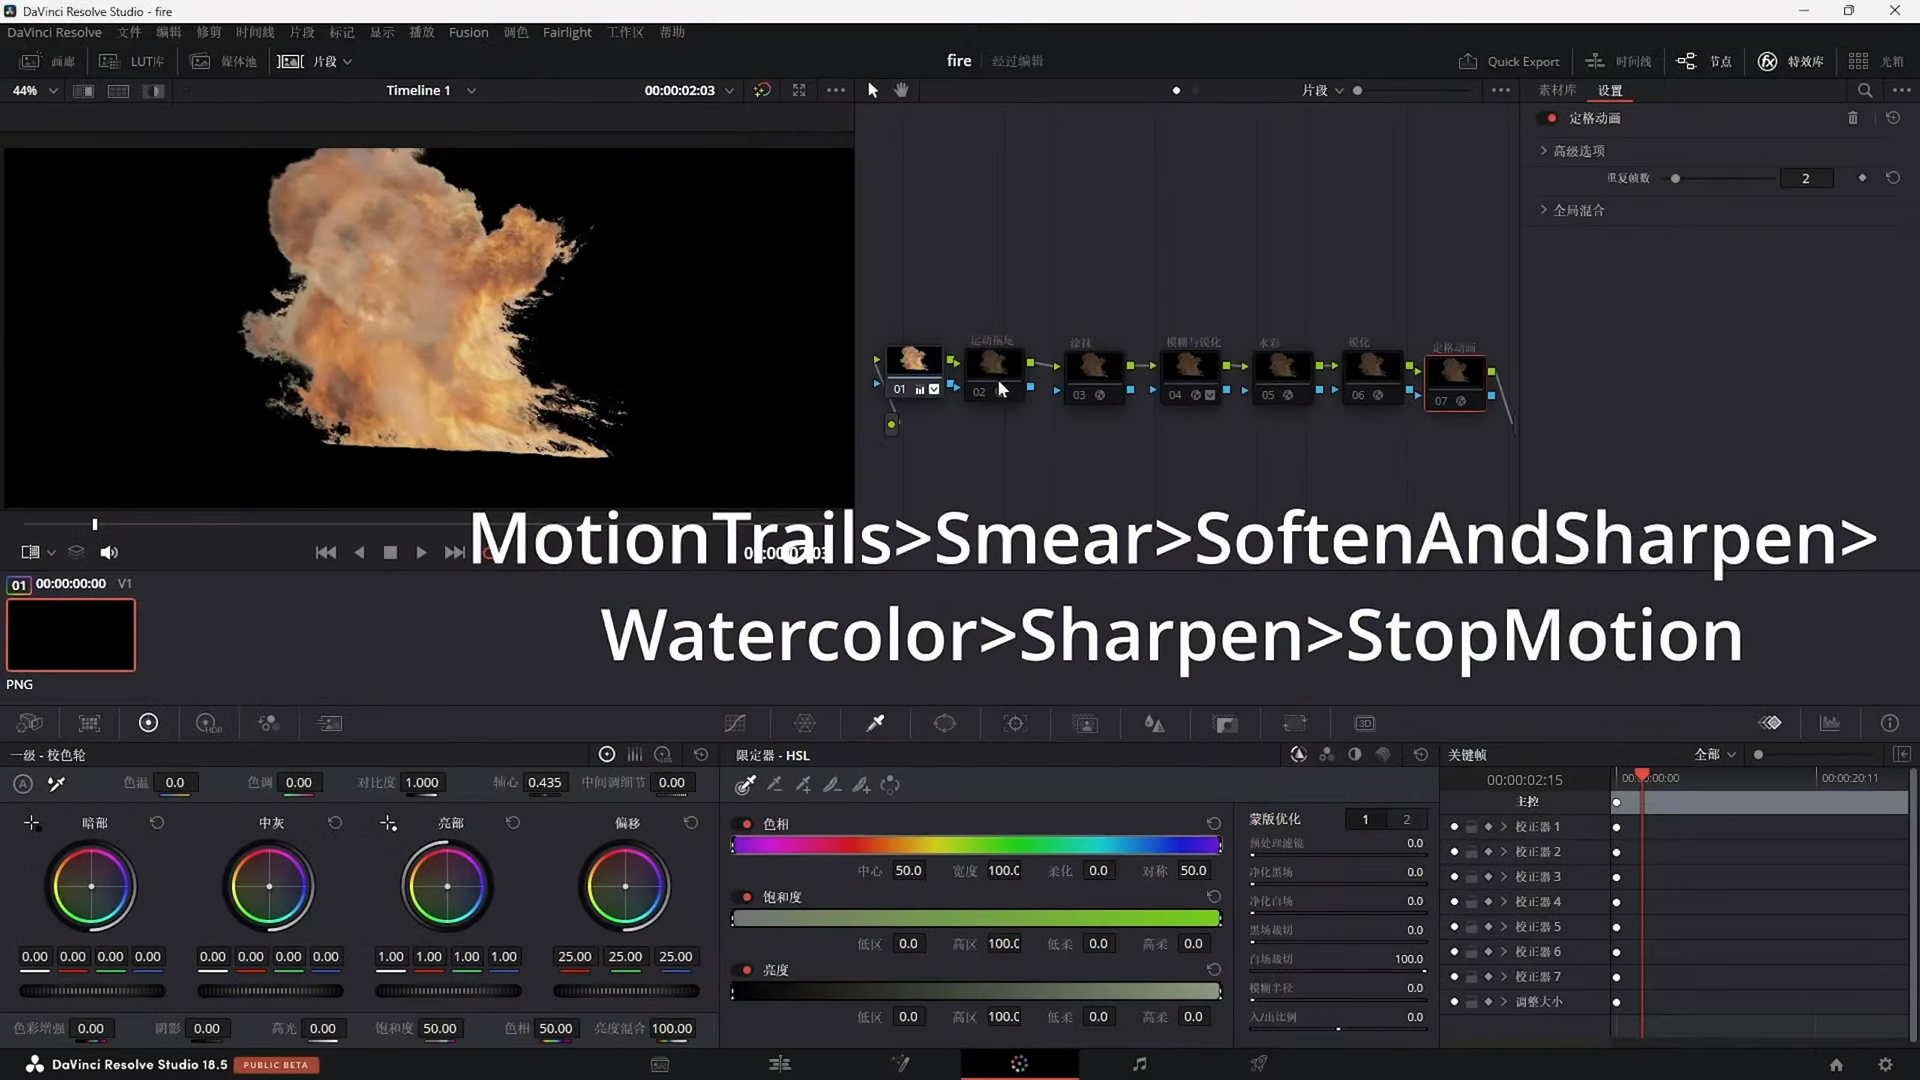 DaVinci Resolve Studio - fire
DaVinci Resolve 文件 编辑 修剪 时间线 片段 标记 显示 播放 Fusion 调色 Fairlight 工作区 帮助
画廊 LUT库 媒体池 片段 fire 经过编辑 Quick Export 时间线 节点 特效库 光箱
44% Timeline 1 00:00:02:03 片段 素材库 设置
定格动画
高级选项
重复帧数 2
全局混合
运动拖尾 涂抹 模糊与锐化 水彩 锐化 定格动画
01 02 03 04 05 06 07
MotionTrails>Smear>SoftenAndSharpen>
Watercolor>Sharpen>StopMotion
00:00:02:03
01 00:00:00:00 V1
PNG
一级 - 校色轮 限定器 - HSL 关键帧 全部
色温 0.0 色调 0.00 对比度 1.000 轴心 0.435 中间调细节 0.00
暗部 中灰 亮部 偏移
0.00 0.00 0.00 0.00 0.00 0.00 0.00 0.00 1.00 1.00 1.00 1.00 25.00 25.00 25.00
色彩增强 0.00 阴影 0.00 高光 0.00 饱和度 50.00 色相 50.00 亮度混合 100.00
色相
中心 50.0 宽度 100.0 柔化 0.0 对称 50.0
饱和度
低区 0.0 高区 100.0 低柔 0.0 高柔 0.0
亮度
低区 0.0 高区 100.0 低柔 0.0 高柔 0.0
蒙版优化 1 2
预处理滤镜 0.0
净化黑场 0.0
净化白场 0.0
黑场裁切 0.0
白场裁切 100.0
模糊半径 0.0
入/出比例 0.0
00:00:02:15 00:00:00:00 00:00:20:11
主控
校正器 1
校正器 2
校正器 3
校正器 4
校正器 5
校正器 6
校正器 7
调整大小
DaVinci Resolve Studio 18.5 PUBLIC BETA